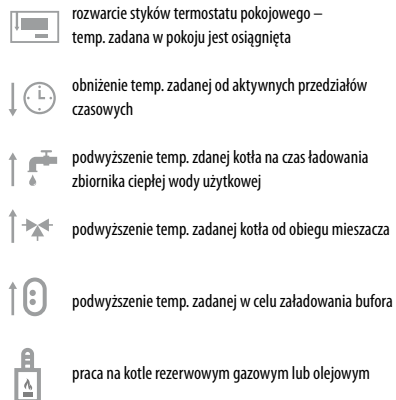 rozwarcie styków termostatu pokojowego –
temp. zadana w pokoju jest osiągnięta
obniżenie temp. zadanej od aktywnych przedziałów
czasowych
podwyższenie temp. zdanej kotła na czas ładowania
zbiornika ciepłej wody użytkowej
podwyższenie temp. zadanej kotła od obiegu mieszacza
podwyższenie temp. zadanej w celu załadowania bufora
praca na kotle rezerwowym gazowym lub olejowym